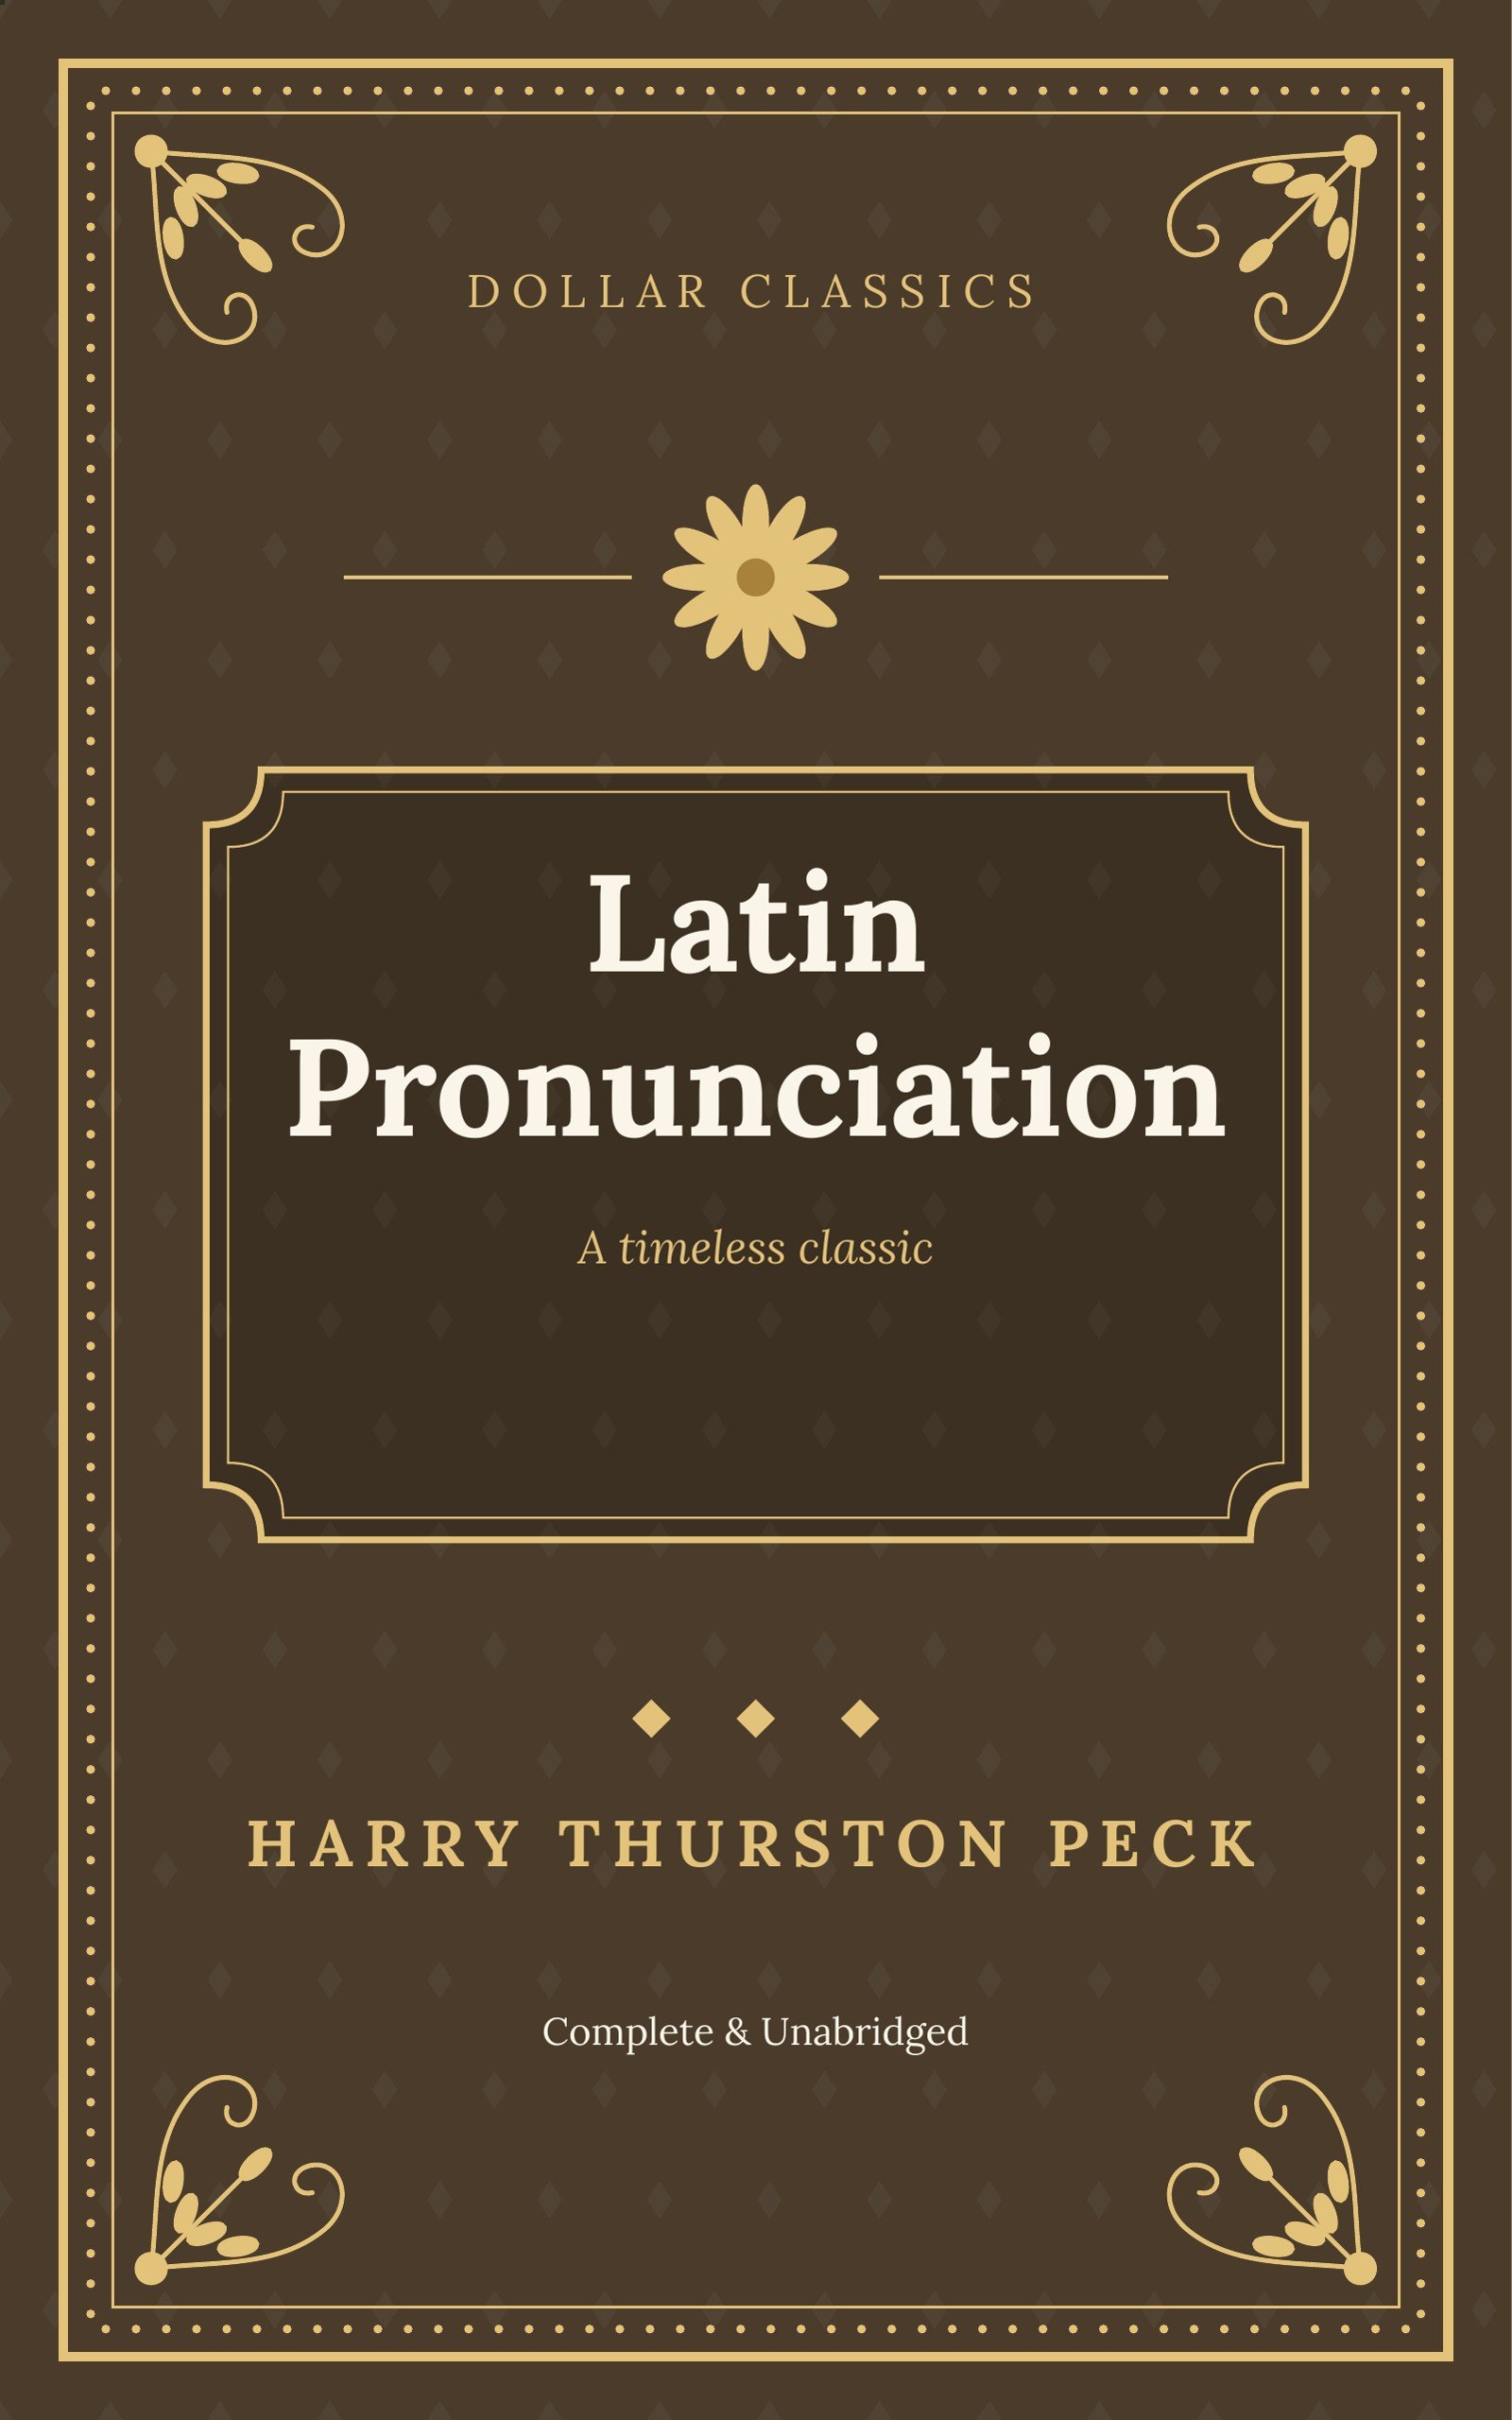 DOLLAR CLASSICS
Latin
Pronunciation
A timeless classic
HARRY THURSTON PECK
Complete & Unabridged